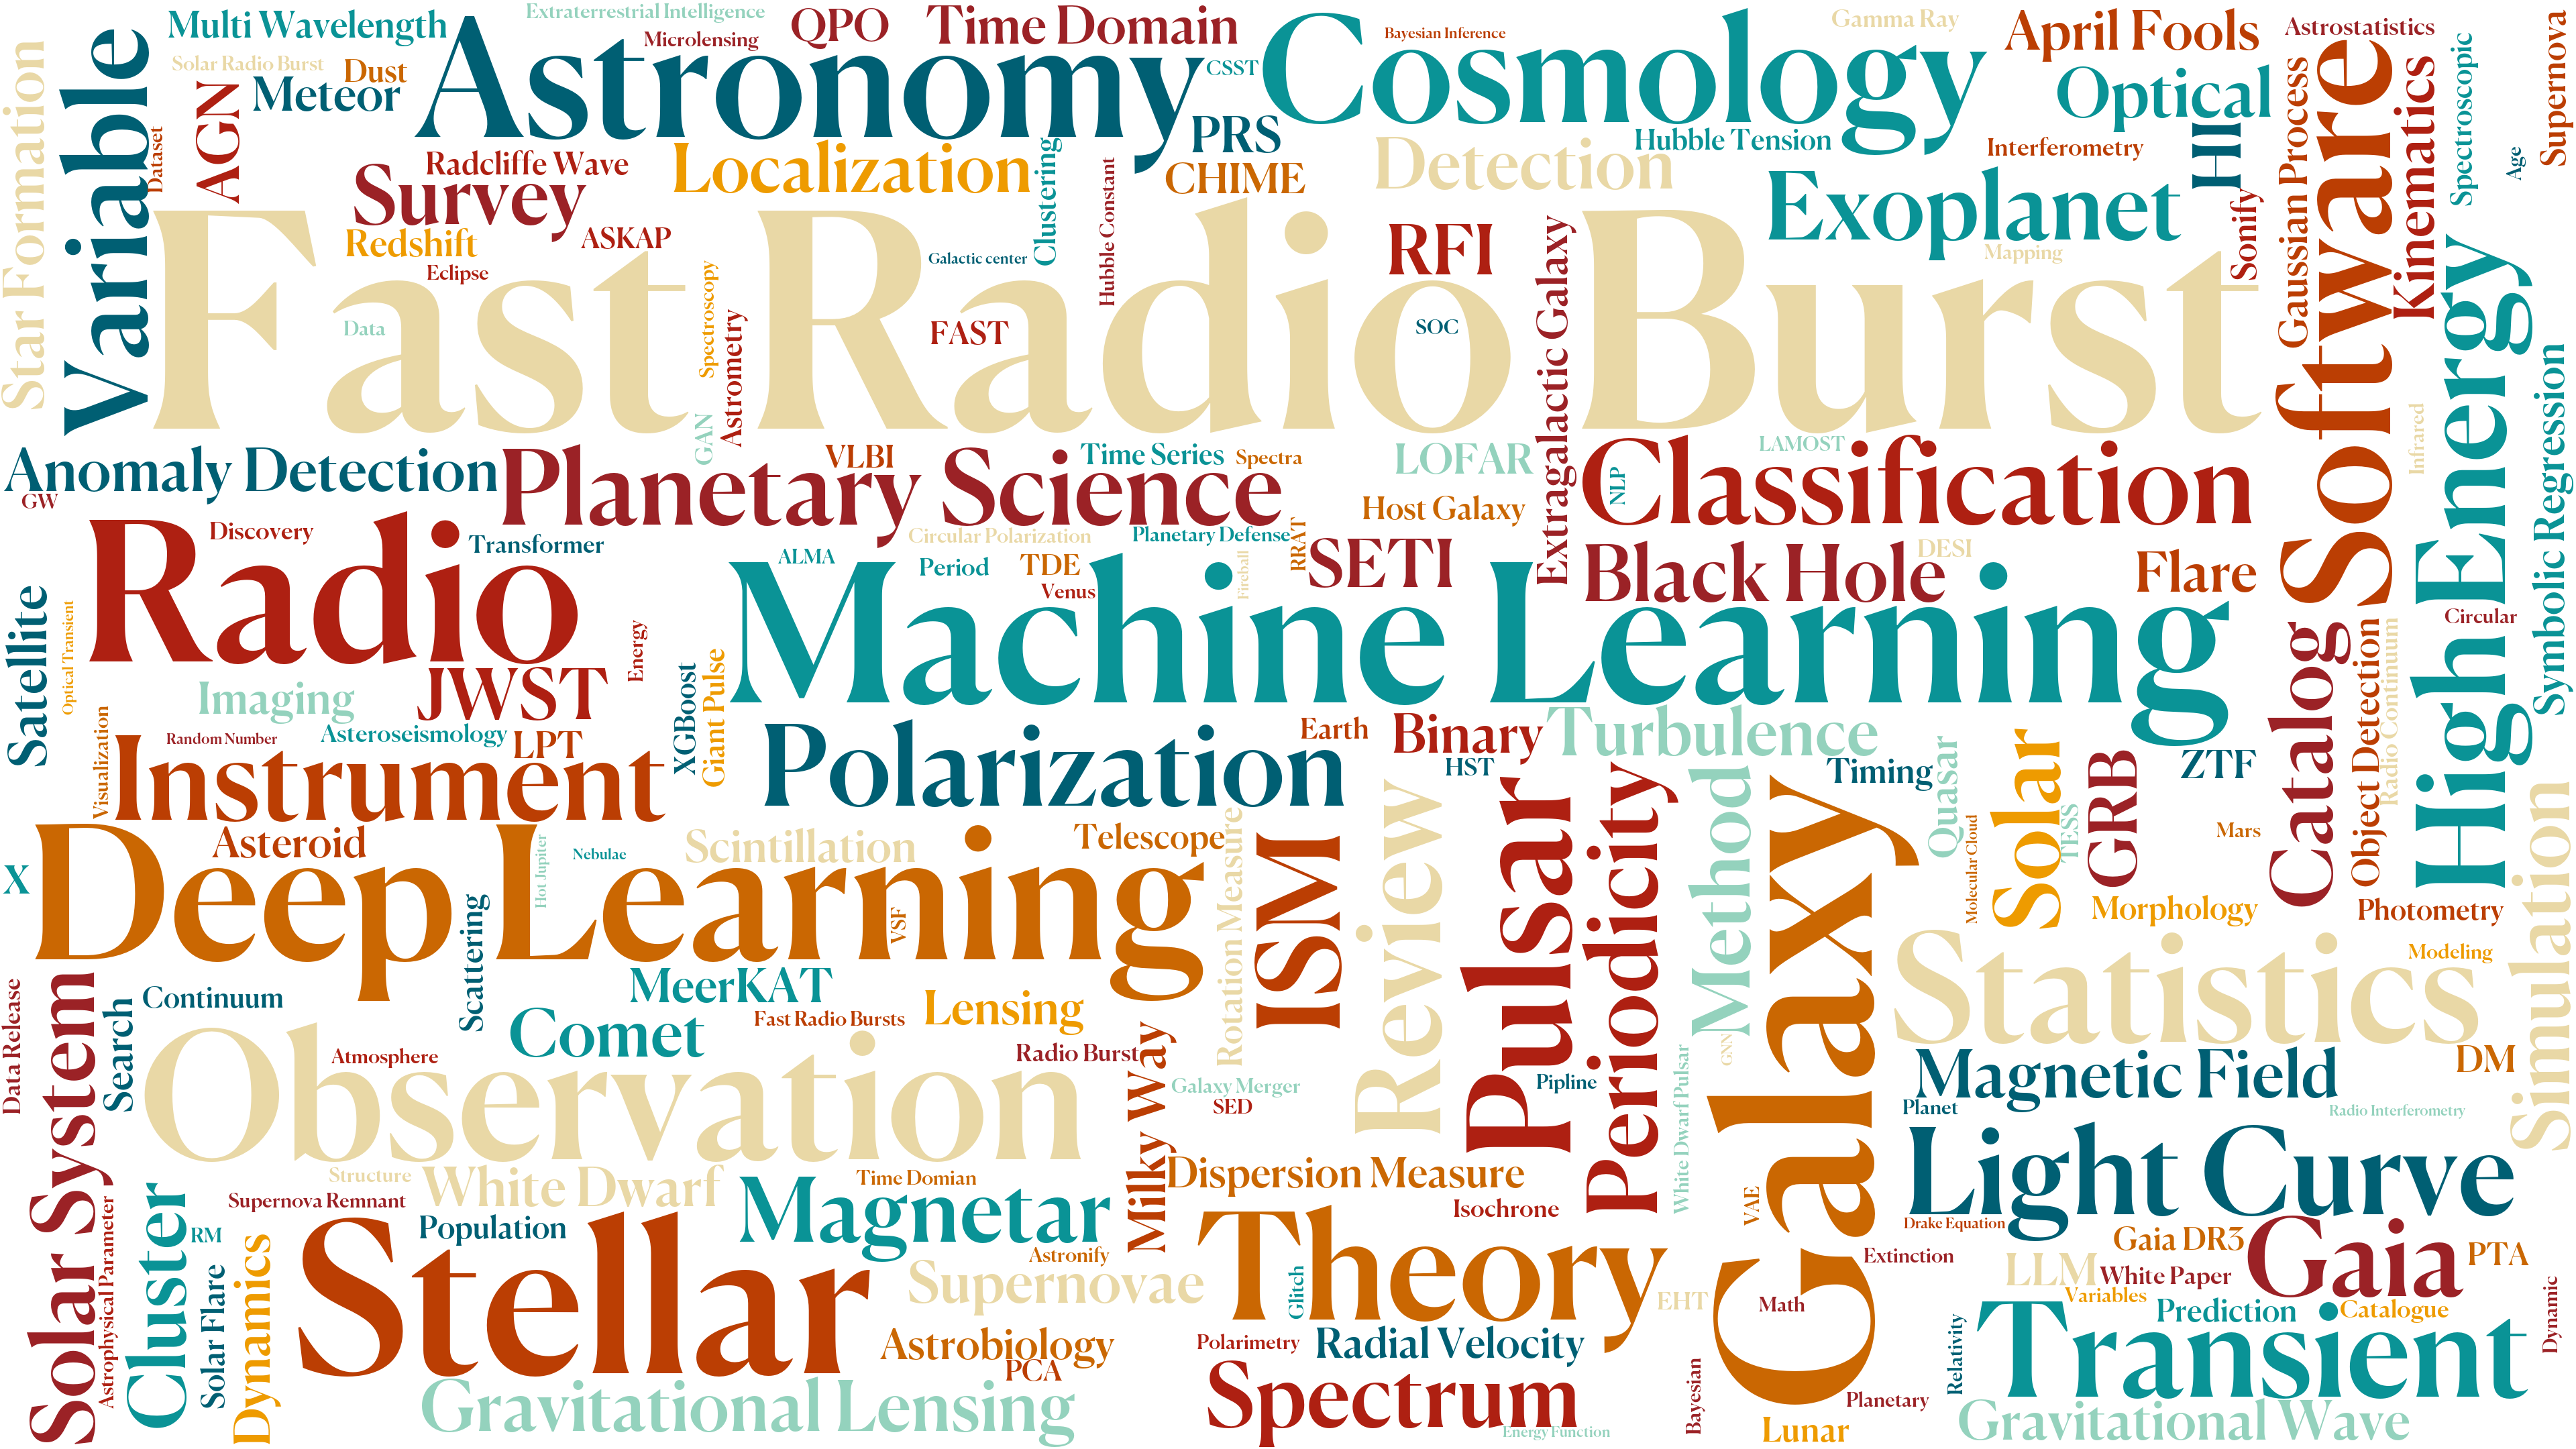 Multi Wavelength
Extraterrestrial Intelligence
Microlensing
QPO
Time Domain
Bayesian Inference
Gamma Ray
April Fools
Astrostatistics
Supernova
Star Formation
Variable
Solar Radio Burst
Dust
Meteor
Astronomy
CSST
Cosmology
Optical
Spectroscopic
Dataset
AGN
Radcliffe Wave
Survey
Localization
Clustering
PRS
CHIME
Detection
Hubble Tension
Interferometry
HI
Gaussian Process
Software
Kinematics
Age
Redshift
ASKAP
Eclipse
Galactic center
Hubble Constant
RFI
Extragalactic Galaxy
Exoplanet
Mapping
Sonify
Fast Radio Burst
Data
Spectroscopy
Astrometry
FAST
SOC
High Energy
Symbolic Regression
Infrared
GAN
Anomaly Detection
GW
Planetary Science
VLBI
Time Series
Spectra
LOFAR
Host Galaxy
NLP
LAMOST
Classification
Radio
Discovery
Transformer
Circular Polarization
Planetary Defense
ALMA
Period
TDE
Venus
Fireball
RRAT
SETI
Black Hole
DESI
Flare
Circular
Satellite
Optical Transient
Energy
Machine Learning
Catalog
Object Detection
Radio Continuum
Imaging
JWST
XGBoost
Giant Pulse
Visualization
Random Number
Asteroseismology
LPT
Instrument
Polarization
Earth
Binary
HST
Turbulence
Timing
Quasar
Solar
TESS
GRB
ZTF
Mars
X
Asteroid
Deep Learning
Hot Jupiter
Nebulae
Scintillation
Telescope
VSF
Rotation Measure
ISM
Review
Pulsar
Periodicity
Method
Galaxy
Molecular Cloud
Morphology
Photometry
Simulation
Statistics
Modeling
Data Release
Solar System
Search
Continuum
Scattering
MeerKAT
Comet
Fast Radio Bursts
Lensing
Radio Burst
Atmosphere
Observation
Milky Way
Galaxy Merger
SED
Pipline
White Dwarf Pulsar
GNN
Magnetic Field
DM
Planet
Radio Interferometry
Light Curve
Structure
White Dwarf
Time Domian
Supernova Remnant
Population
Magnetar
Dispersion Measure
Isochrone
VAE
Drake Equation
Astrophysical Parameter
Cluster
RM
Solar Flare
Dynamics
Stellar
Astronify
Supernovae
Theory
Glitch
EHT
Math
Extinction
LLM
Gaia DR3
White Paper
Gaia
PTA
Variables
Prediction
Catalogue
Dynamic
Astrobiology
PCA
Polarimetry
Radial Velocity
Relativity
Transient
Gravitational Lensing
Spectrum
Energy Function
Bayesian
Planetary
Lunar
Gravitational Wave